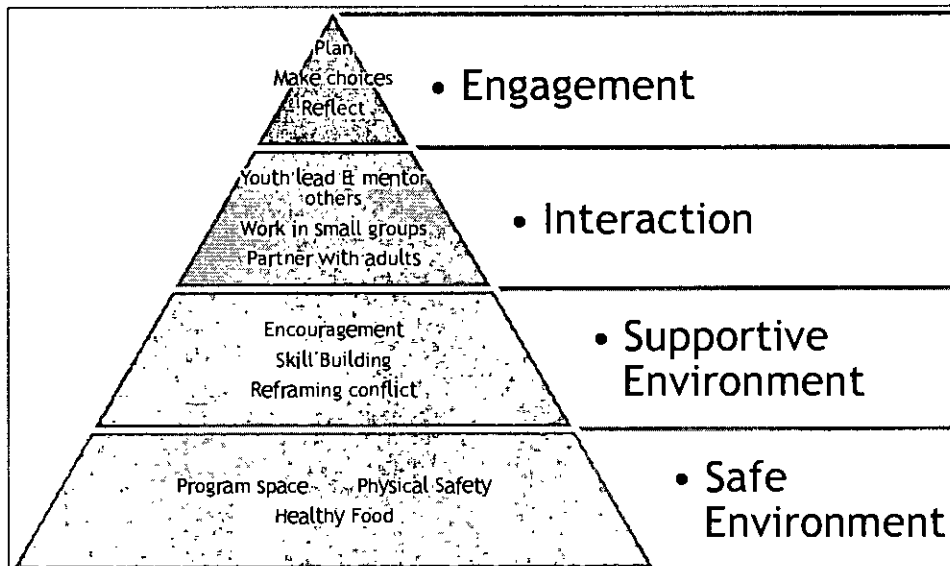 Plan
Make choices
Reflect
• Engagement
Youth lead & mentor
others
Work in small groups
Partner with adults
• Interaction
Encouragement
Skill Building
Reframing conflict
• Supportive
Environment
Program space Physical Safety
Healthy Food
• Safe
Environment